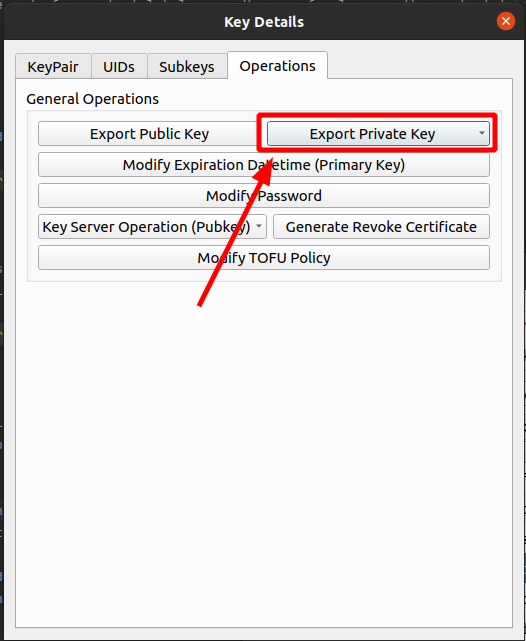 Key Details
KeyPair UIDs Subkeys Operations
General Operations
Export Public Key Export Private Key
Modify Expiration Datetime (Primary Key)
Modify Password
Key Server Operation (Pubkey) Generate Revoke Certificate
Modify TOFU Policy